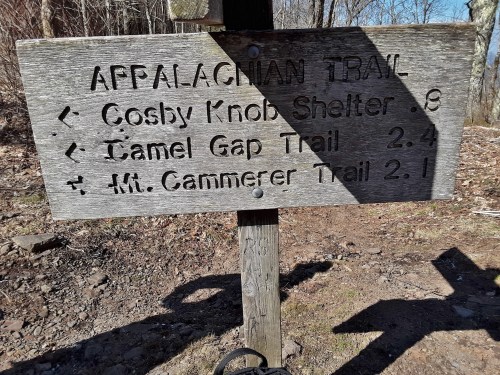 APPALACHIAN TRAIL
← Cosby Knob Shelter .8
← Camel Gap Trail 2.4
→ Mt. Cammerer Trail 2.1